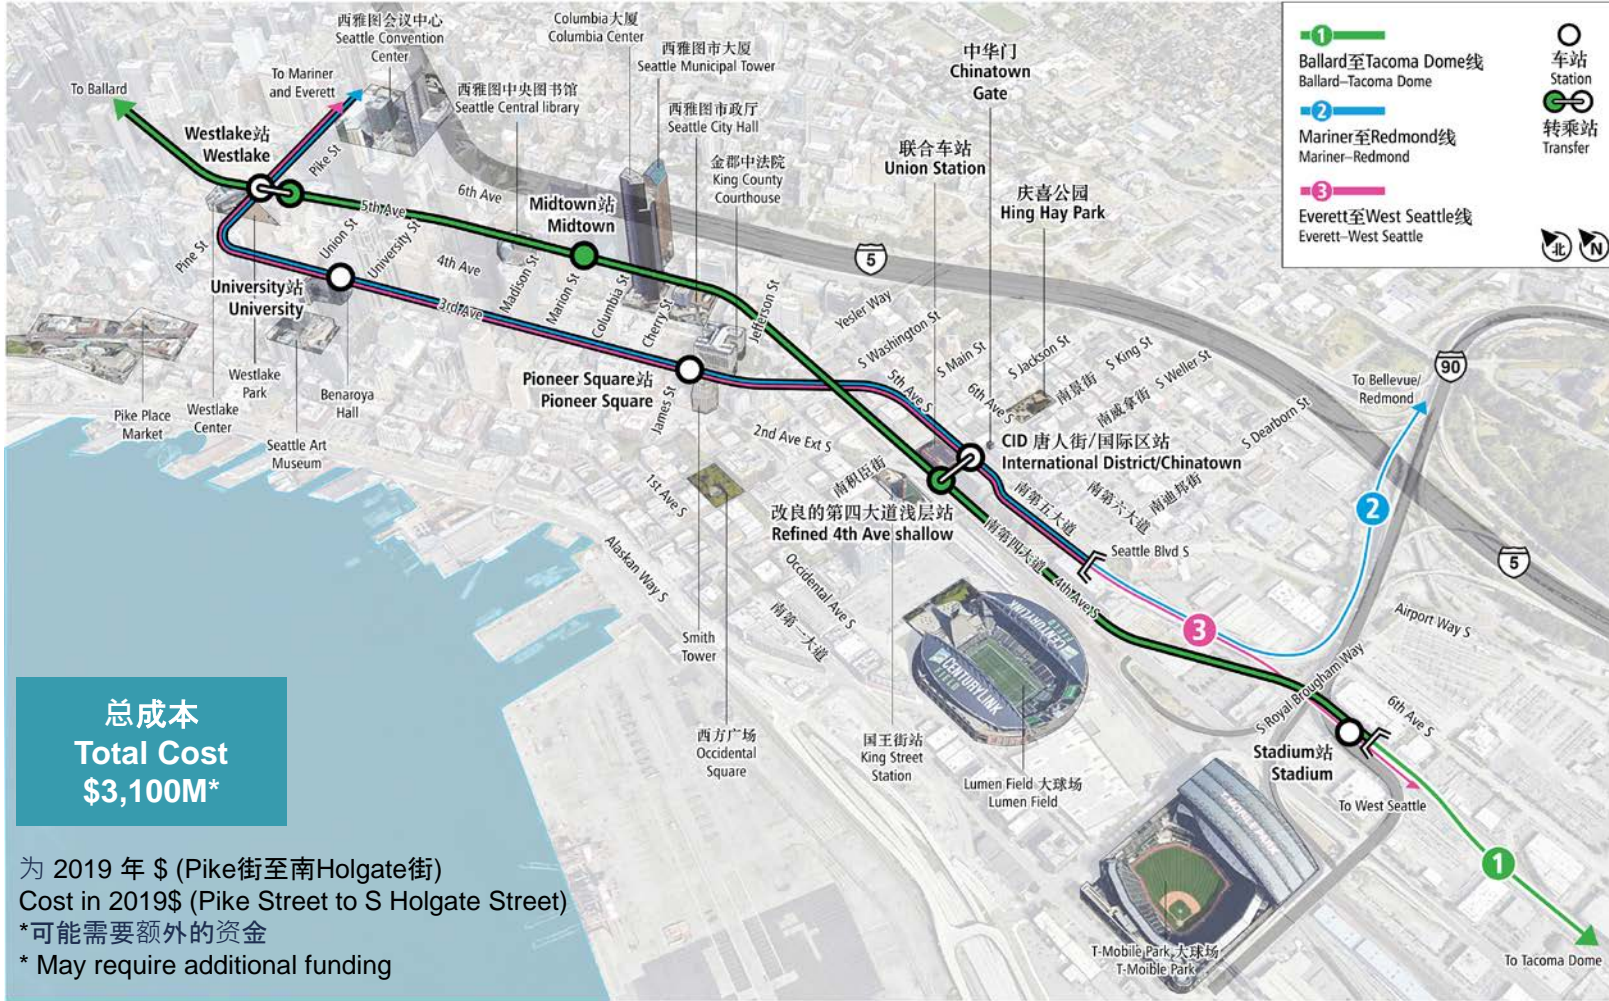 西雅图会议中心
Seattle Convention
Center
Columbia大厦
Columbia Center
西雅图市大厦
Seattle Municipal Tower
中华门
Chinatown
Gate
To Ballard
To Mariner
and Everett
西雅图中央图书馆
Seattle Central library
西雅图市政厅
Seattle City Hall
Westlake站
Westlake
Pike St
金郡中法院
King County
Courthouse
联合车站
Union Station
庆喜公园
Hing Hay Park
5th Ave
6th Ave
Midtown站
Midtown
Pine St
Union St
University St
4th Ave
Madison St
Marion St
Columbia St
Cherry St
Jefferson St
5
University站
University
3rd Ave
Yesler Way
S Washington St
S Main St
S Jackson St
南景街
S King St
南威拿街
S Weller St
S Dearborn St
5th Ave S
6th Ave S
Pioneer Square站
Pioneer Square
James St
Westlake
Park
Pike Place
Market
Westlake
Center
Benaroya
Hall
Seattle Art
Museum
2nd Ave Ext S
CID 唐人街/国际区站
International District/Chinatown
90
To Bellevue/
Redmond
1st Ave S
南积臣街
改良的第四大道浅层站
Refined 4th Ave shallow
南第五大道
南第六大道
南迪邦街
2
南第四大道
4th Ave S
Seattle Blvd S
5
Alaskan Way S
Occidental Ave S
南第一大道
Smith
Tower
CENTURYLINK
FIELD
CENTURYLINK
FIELD
3
Airport Way S
S Royal Brougham Way
6th Ave S
西方广场
Occidental
Square
国王街站
King Street
Station
Lumen Field 大球场
Lumen Field
Stadium站
Stadium
To West Seattle
1
T-Mobile Park 大球场
T-Moible Park
To Tacoma Dome
1
Ballard至Tacoma Dome线
Ballard–Tacoma Dome
2
Mariner至Redmond线
Mariner–Redmond
3
Everett至West Seattle线
Everett–West Seattle
车站
Station
转乘站
Transfer
北
N
总成本
Total Cost
$3,100M*
为 2019 年 $ (Pike街至南Holgate街)
Cost in 2019$ (Pike Street to S Holgate Street)
*可能需要额外的资金
* May require additional funding